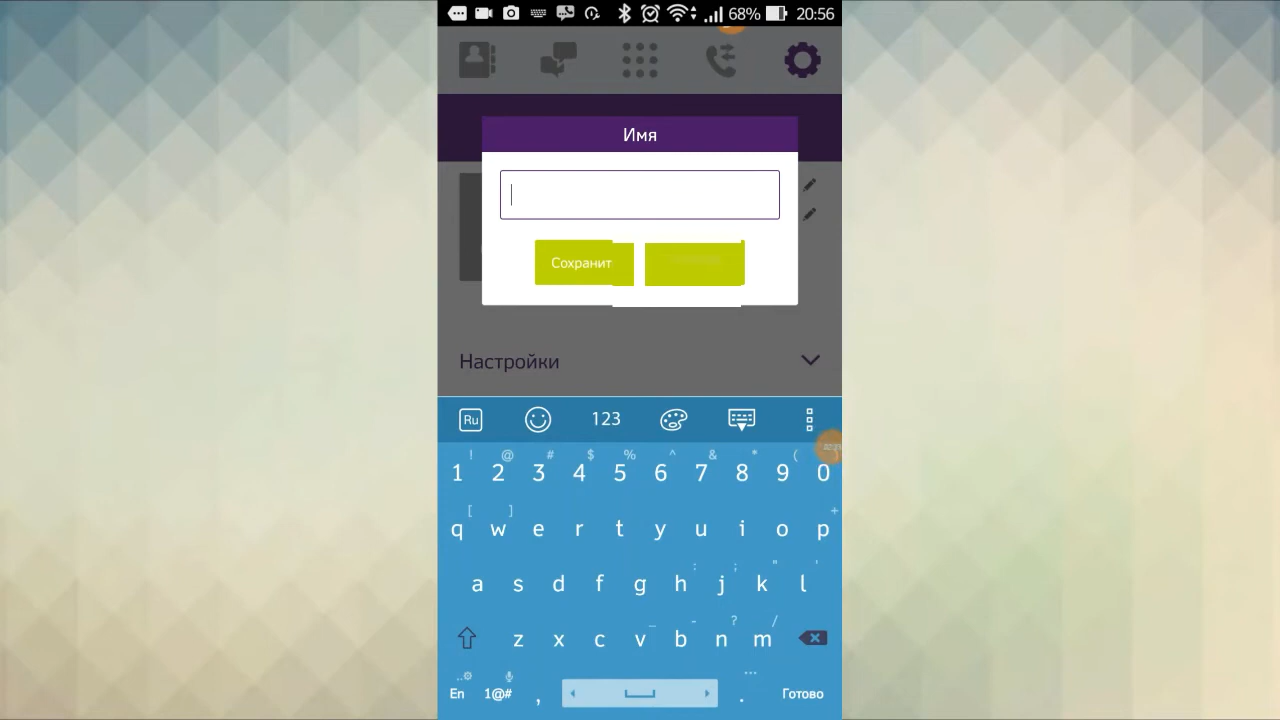 68% 20:56
Имя
Сохранит
Настройки
Ru 123
! @ # $ % ^ & * ( )
1 2 3 4 5 6 7 8 9 0
[ ] +
q w e r t y u i o p
: ; " '
a s d f g h j k l
_ - ? /
z x c v b n m
En 1@# , . Готово